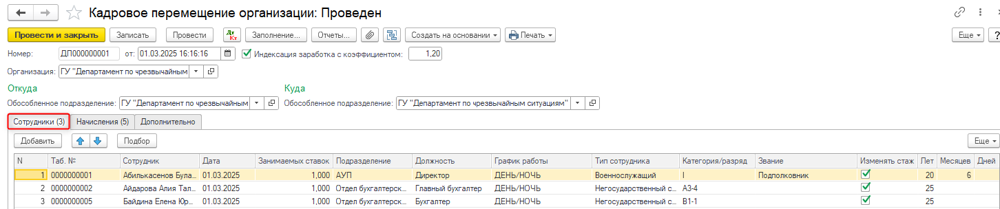 Кадровое перемещение организации: Проведен
Провести и закрыть Записать Провести Дт Кт Заполнение... Отчеты... Создать на основании Печать Еще ?
Номер: ДП000000001 от: 01.03.2025 16:16:16 Индексация заработка с коэффициентом: 1,20
Организация: ГУ "Департамент по чрезвычайным
Откуда Куда
Обособленное подразделение: ГУ "Департамент по чрезвычайным Обособленное подразделение: ГУ "Департамент по чрезвычайным ситуациям"
Сотрудники (3) Начисления (5) Дополнительно
Добавить Подбор Еще
N Таб. № Сотрудник Дата Занимаемых ставок Подразделение Должность График работы Тип сотрудника Категория/разряд Звание Изменять стаж Лет Месяцев Дней
1 0000000001 Абилькасенов Була... 01.03.2025 1,000 АУП Директор ДЕНЬ/НОЧЬ Военнослужащий I Подполковник 20 6
2 0000000002 Айдарова Алия Тал... 01.03.2025 1,000 Отдел бухгалтерск... Главный бухгалтер ДЕНЬ/НОЧЬ Негосударственный с... А3-4 25
3 0000000005 Байдина Елена Юр... 01.03.2025 1,000 Отдел бухгалтерск... Бухгалтер ДЕНЬ/НОЧЬ Негосударственный с... В1-1 25